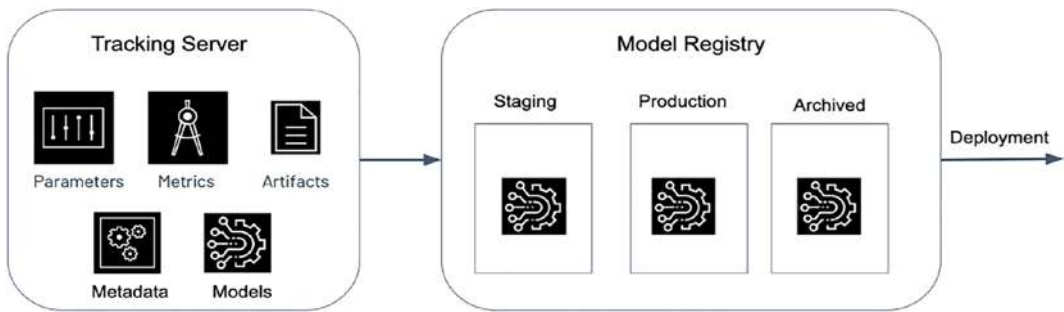 Tracking Server
Parameters
Metrics
Artifacts
Metadata
Models
Model Registry
Staging
Production
Archived
Deployment